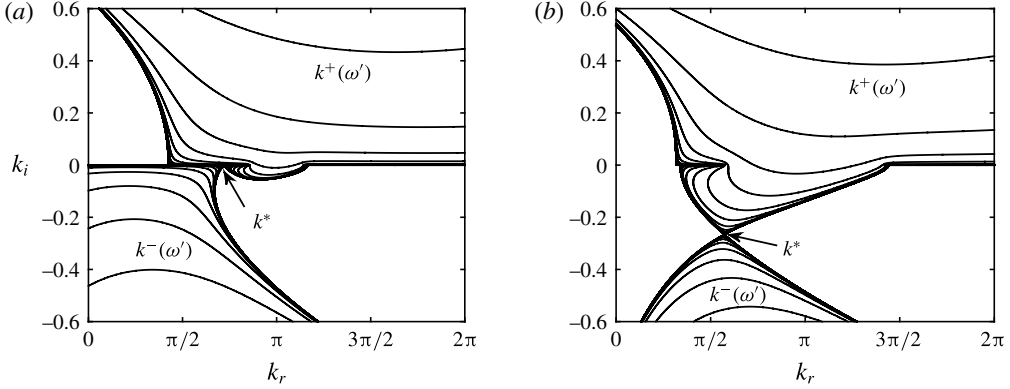 (a)
0.6
0.4
0.2
0
–0.2
–0.4
–0.6
k_i
k^+(ω′)
k^*
k^–(ω′)
0
π/2
π
3π/2
2π
k_r
(b)
0.6
0.4
0.2
0
–0.2
–0.4
–0.6
k^+(ω′)
k^*
k^–(ω′)
0
π/2
π
3π/2
2π
k_r